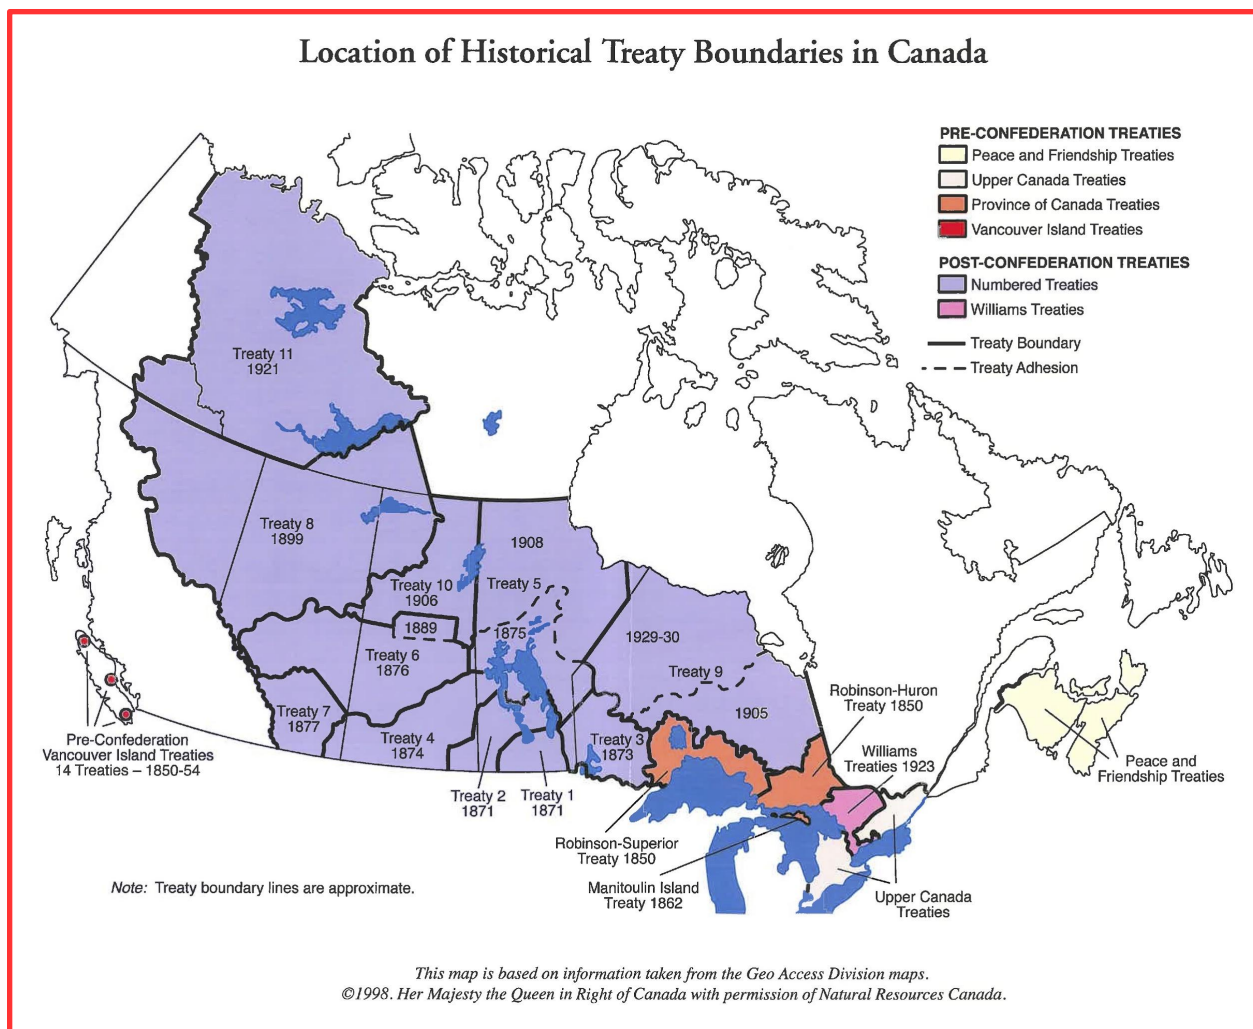 Location of Historical Treaty Boundaries in Canada
PRE-CONFEDERATION TREATIES
Peace and Friendship Treaties
Upper Canada Treaties
Province of Canada Treaties
Vancouver Island Treaties
POST-CONFEDERATION TREATIES
Numbered Treaties
Williams Treaties
Treaty Boundary
Treaty Adhesion
Treaty 11
1921
Treaty 8
1899
1908
Treaty 10
1906
Treaty 5
1889
1875
1929-30
Treaty 6
1876
Treaty 9
Treaty 7
1877
Treaty 4
1874
Treaty 3
1873
1905
Robinson-Huron
Treaty 1850
Williams
Treaties 1923
Pre-Confederation
Vancouver Island Treaties
14 Treaties – 1850-54
Peace and
Friendship Treaties
Treaty 2
1871
Treaty 1
1871
Robinson-Superior
Treaty 1850
Manitoulin Island
Treaty 1862
Upper Canada
Treaties
Note: Treaty boundary lines are approximate.
This map is based on information taken from the Geo Access Division maps.
©1998. Her Majesty the Queen in Right of Canada with permission of Natural Resources Canada.